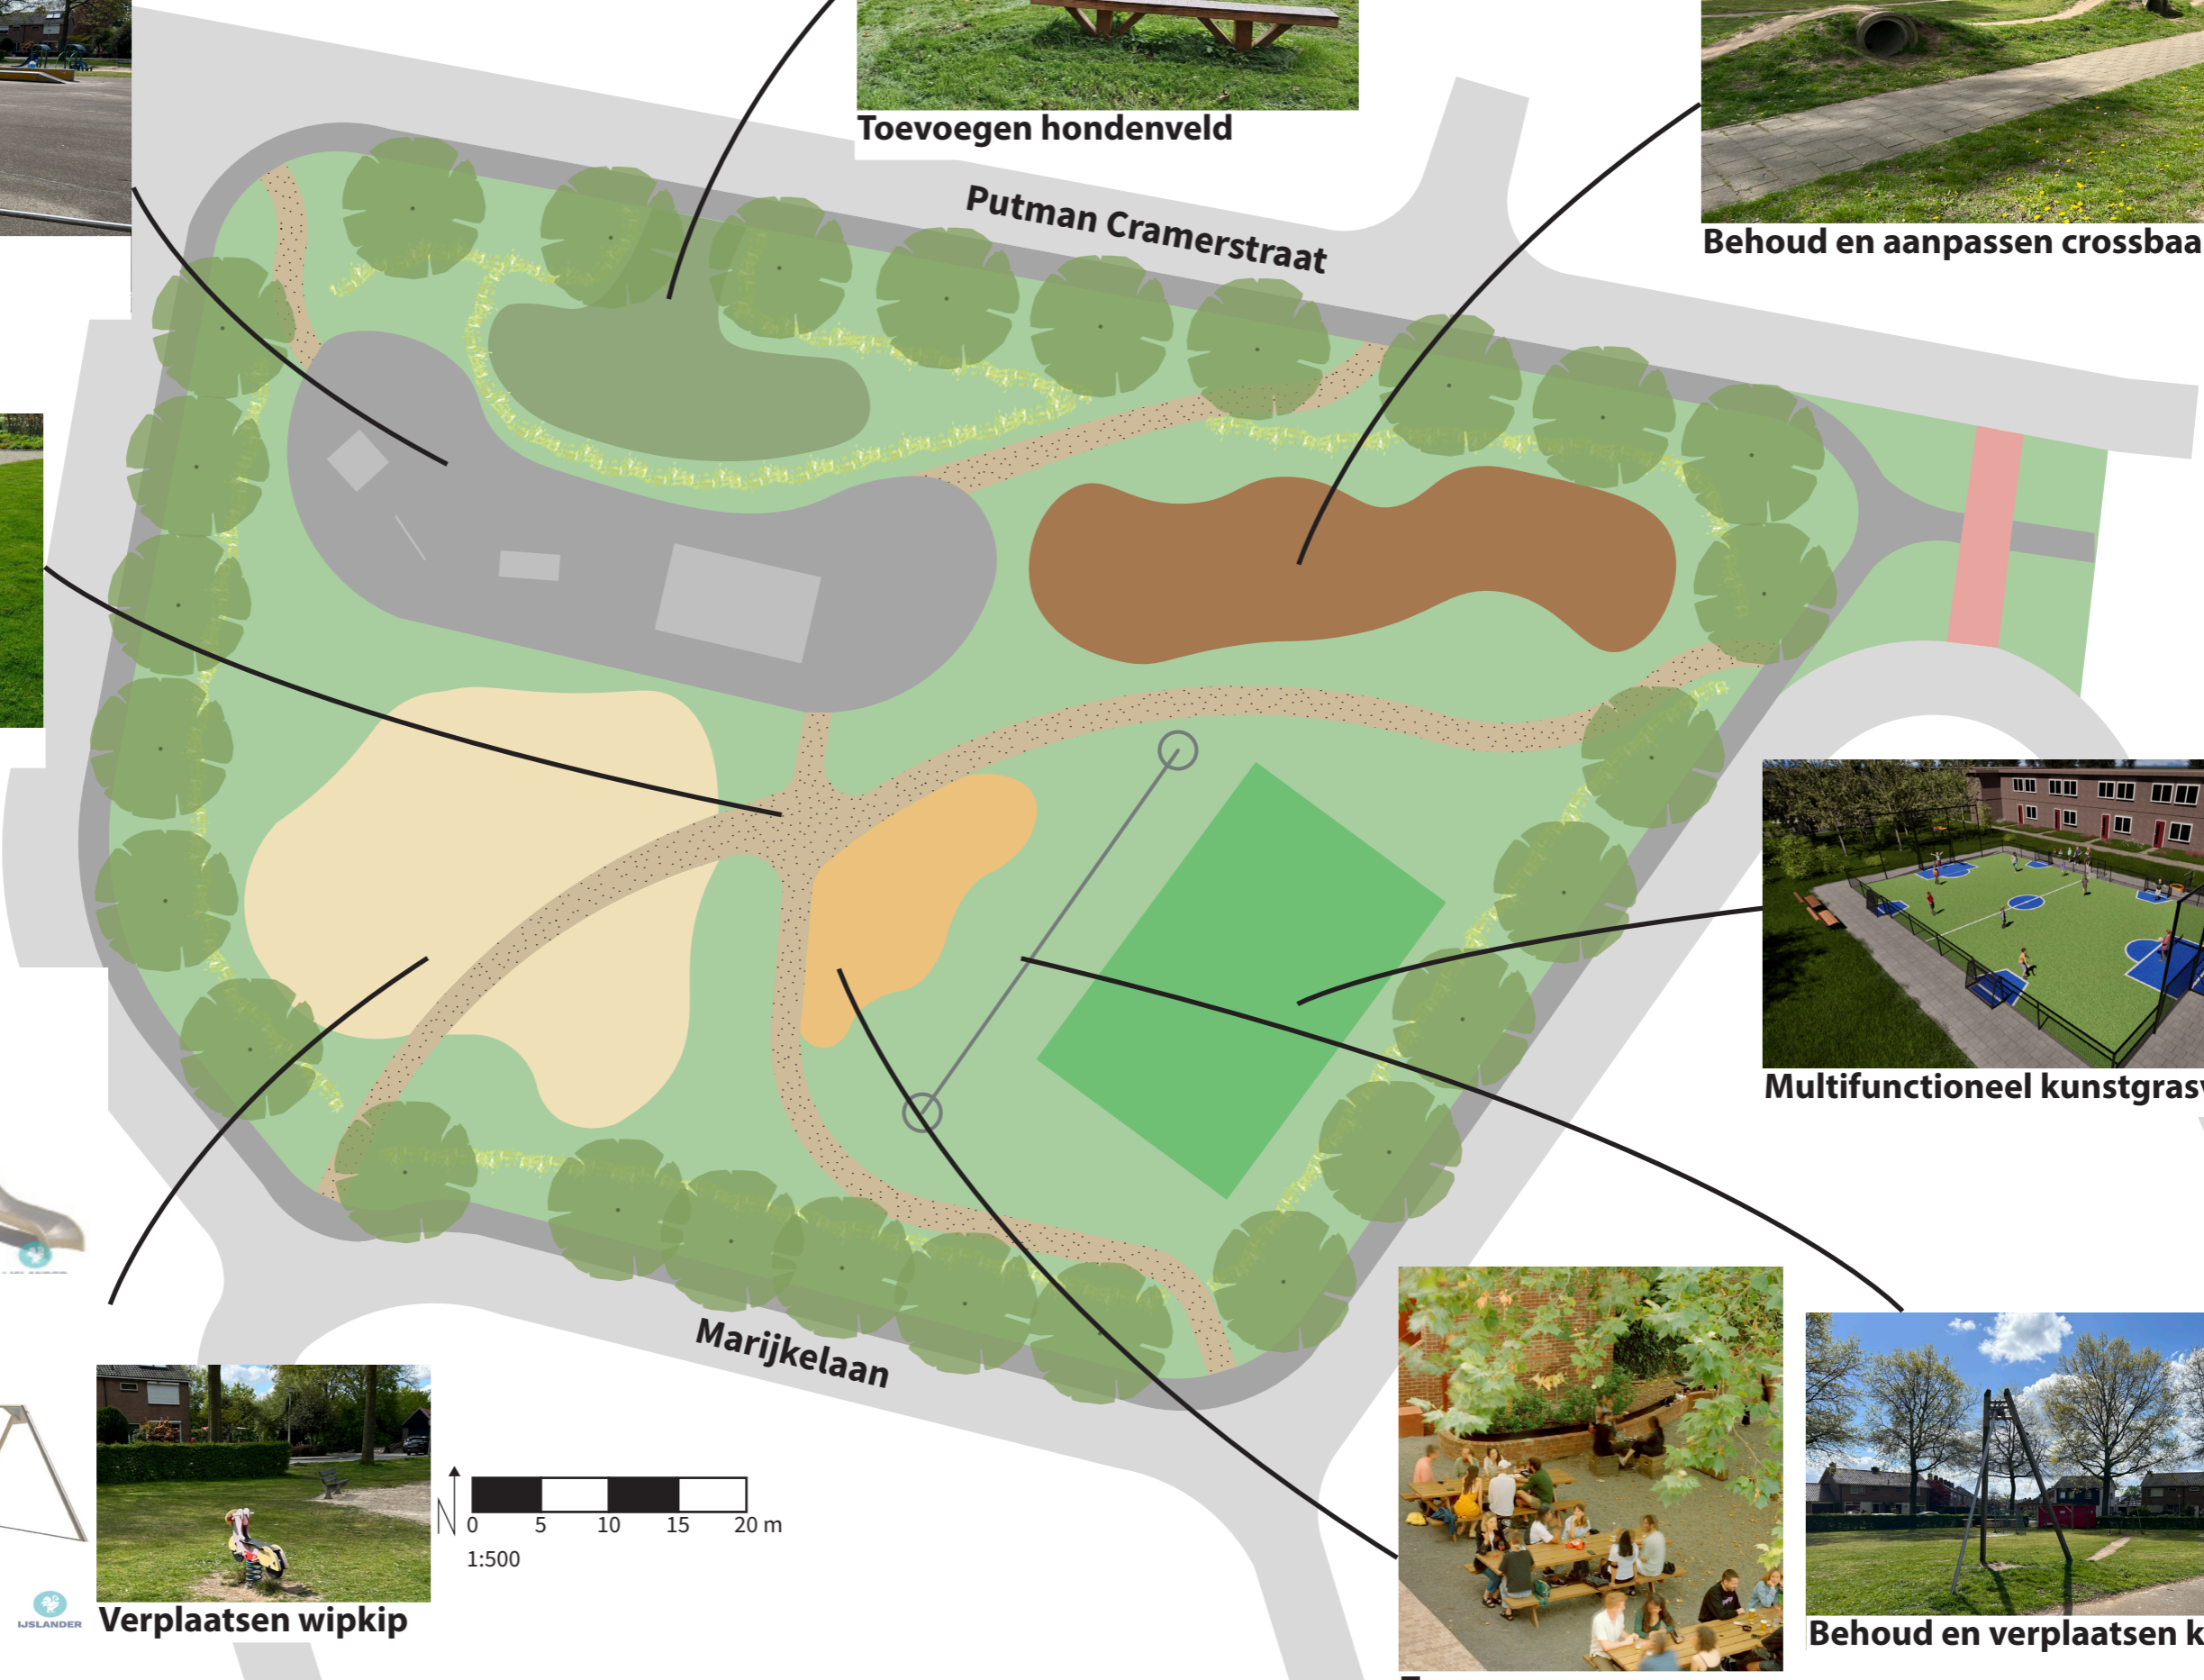 Toevoegen hondenveld
Putman Cramerstraat
Behoud en aanpassen crossbaa
Multifunctioneel kunstgrasv
Marijkelaan
N
0 5 10 15 20 m
1:500
IJSLANDER
Verplaatsen wipkip
Behoud en verplaatsen k